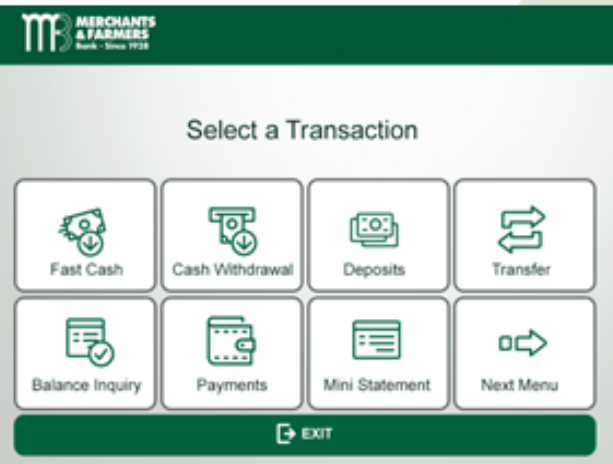 MERCHANTS
& FARMERS
Bank - Since 1928
Select a Transaction
Fast Cash
Cash Withdrawal
Deposits
Transfer
Balance Inquiry
Payments
Mini Statement
Next Menu
EXIT